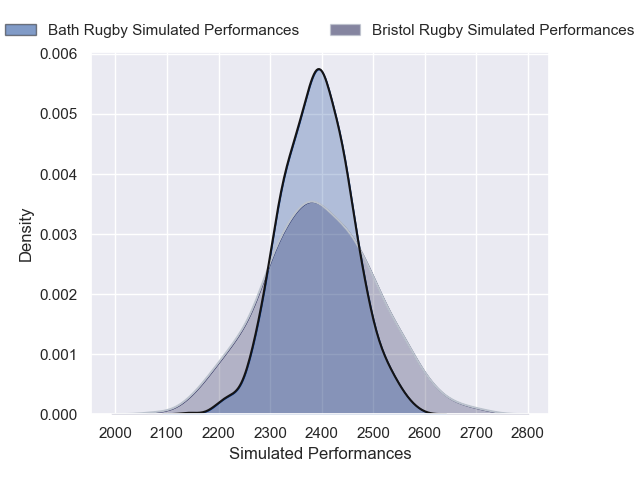 Bath Rugby Simulated Performances Bristol Rugby Simulated Performances
0.006
0.005
0.004
0.003
0.002
0.001
0.000
Density
2000 2100 2200 2300 2400 2500 2600 2700 2800
Simulated Performances